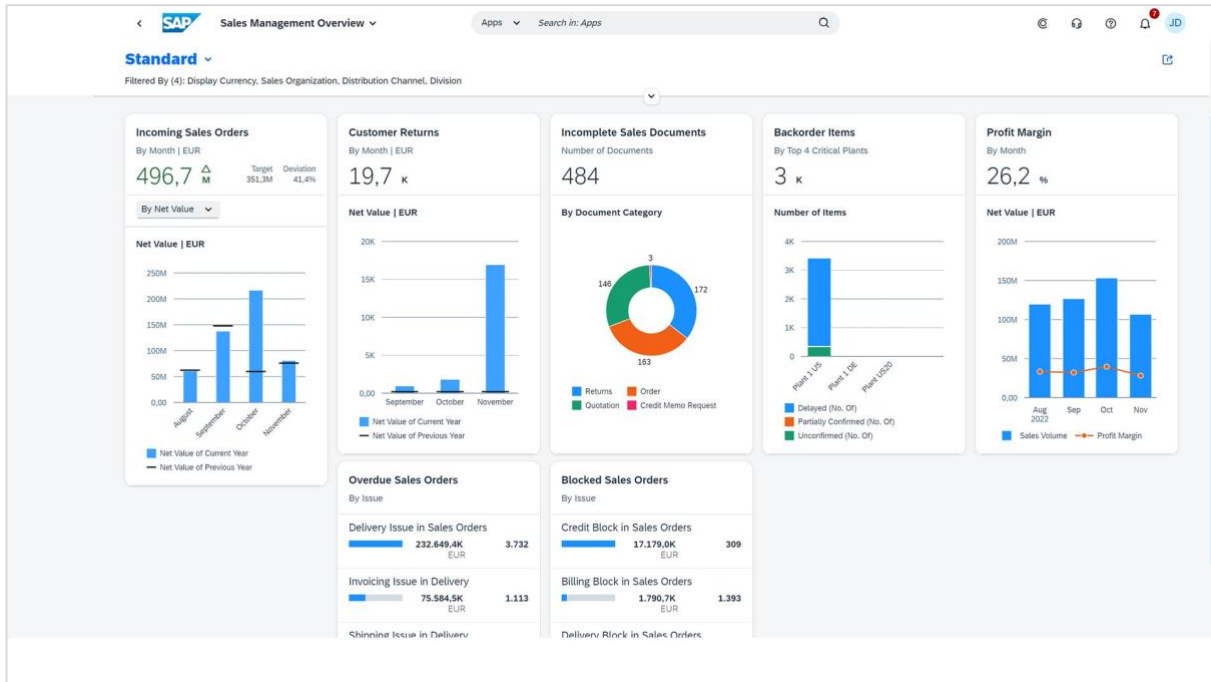 SAP Sales Management Overview Apps Search in: Apps 7 JD
Standard
Filtered By (4): Display Currency, Sales Organization, Distribution Channel, Division
Incoming Sales Orders
By Month | EUR
496,7 M
Target 351,3M
Deviation 41,4%
By Net Value
Net Value | EUR
250M
200M
150M
100M
50M
0,00
August September October November
Net Value of Current Year
Net Value of Previous Year
Customer Returns
By Month | EUR
19,7 K
Net Value | EUR
20K
15K
10K
5K
0,00
September October November
Net Value of Current Year
Net Value of Previous Year
Incomplete Sales Documents
Number of Documents
484
By Document Category
3
146
172
163
Returns Order
Quotation Credit Memo Request
Backorder Items
By Top 4 Critical Plants
3 K
Number of Items
4K
3K
2K
1K
0
Plant 1 US Plant 1 DE Plant US20
Delayed (No. Of)
Partially Confirmed (No. Of)
Unconfirmed (No. Of)
Profit Margin
By Month
26,2 %
Net Value | EUR
200M
150M
100M
50M
0,00
Aug Sep Oct Nov
2022
Sales Volume Profit Margin
Overdue Sales Orders
By Issue
Delivery Issue in Sales Orders
232.649,4K 3.732
EUR
Invoicing Issue in Delivery
75.584,5K 1.113
EUR
Shipping Issue in Delivery
Blocked Sales Orders
By Issue
Credit Block in Sales Orders
17.179,0K 309
EUR
Billing Block in Sales Orders
1.790,7K 1.393
EUR
Delivery Block in Sales Orders